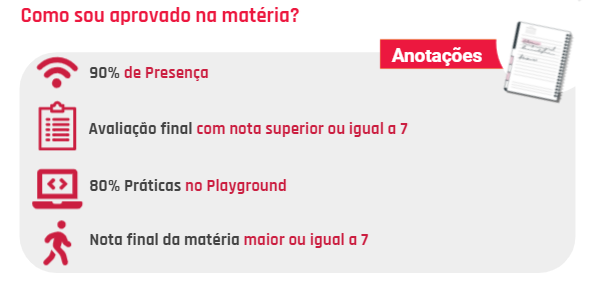 Como sou aprovado na matéria?
Anotações
90% de Presença
Avaliação final com nota superior ou igual a 7
80% Práticas no Playground
Nota final da matéria maior ou igual a 7